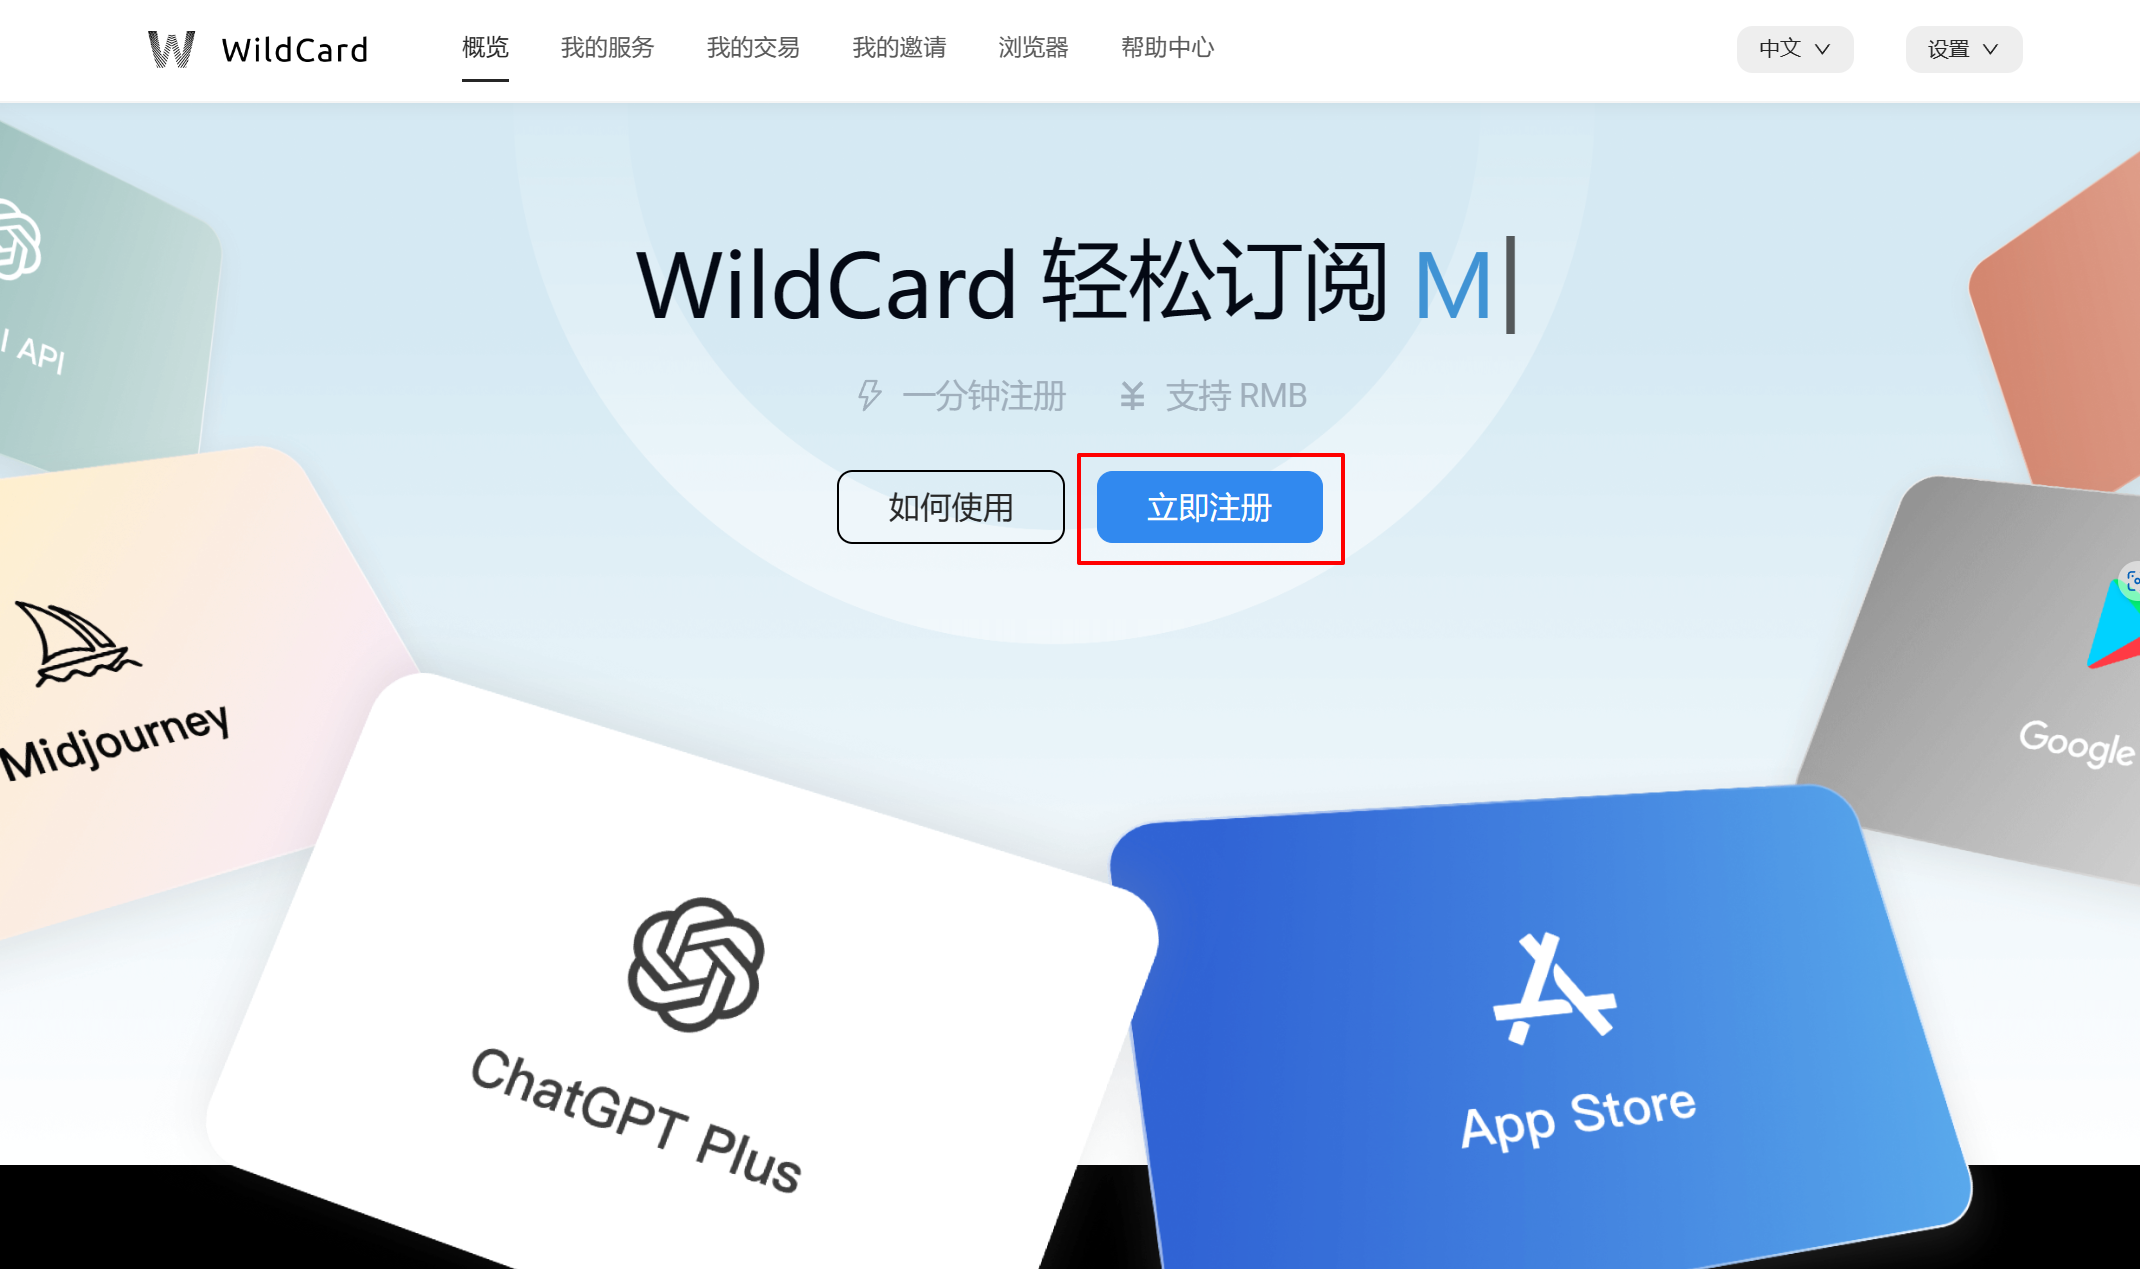 WildCard
概览 我的服务 我的交易 我的邀请 浏览器 帮助中心
中文
设置
WildCard 轻松订阅 M
一分钟注册 支持 RMB
如何使用
立即注册
API
Midjourney
Google
ChatGPT Plus
App Store